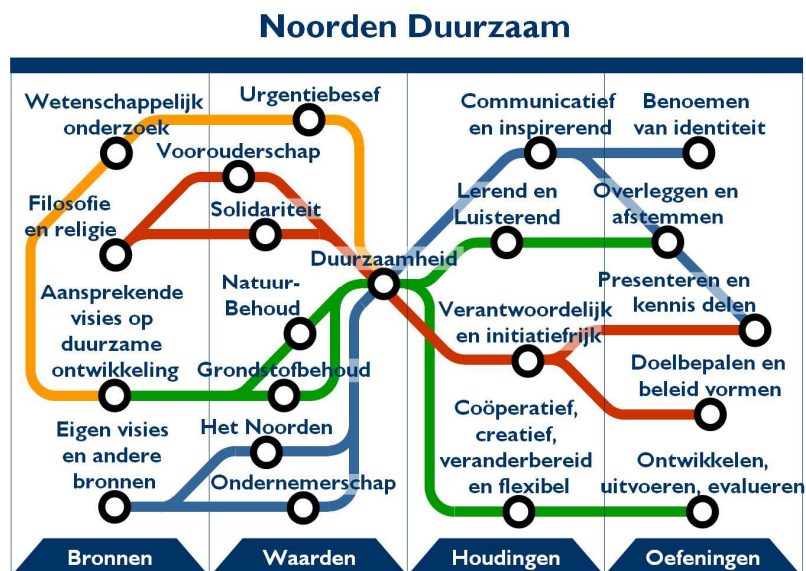 Noorden Duurzaam
Wetenschappelijk
onderzoek
Filosofie
en religie
Aansprekende
visies op
duurzame
ontwikkeling
Eigen visies
en andere
bronnen
Urgentiebesef
Voorouderschap
Solidariteit
Duurzaamheid
Natuur-
Behoud
Grondstofbehoud
Het Noorden
Ondernemerschap
Communicatief
en inspirerend
Lerend en
Luisterend
Verantwoordelijk
en initiatiefrijk
Coöperatief,
creatief,
veranderbereid
en flexibel
Benoemen
van identiteit
Overleggen en
afstemmen
Presenteren en
kennis delen
Doelbepalen en
beleid vormen
Ontwikkelen,
uitvoeren, evalueren
Bronnen
Waarden
Houdingen
Oefeningen